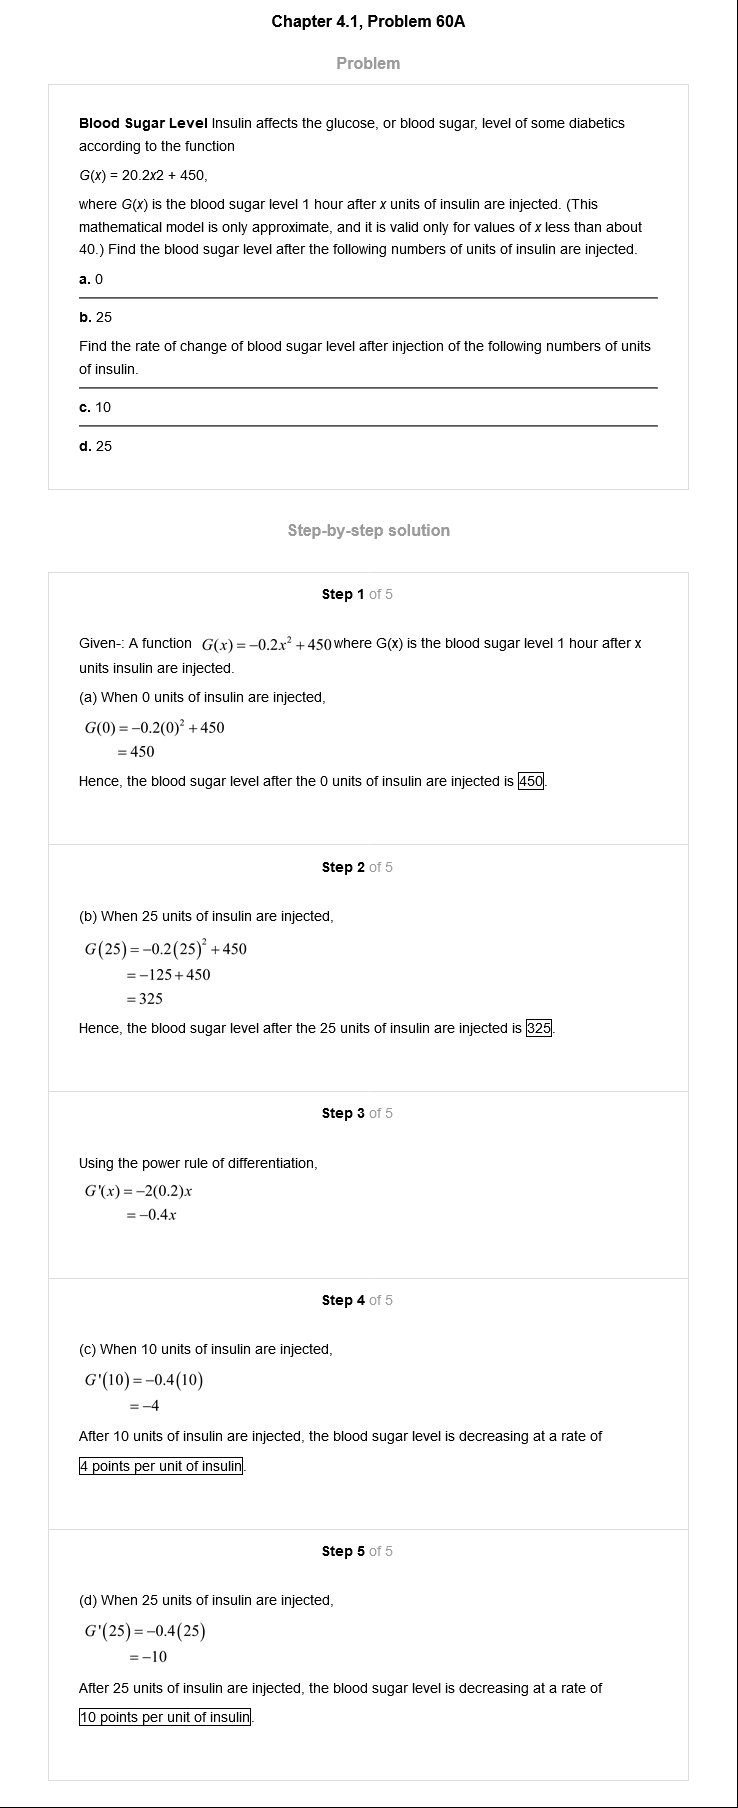 Chapter 4.1, Problem 60A
Problem
Blood Sugar Level Insulin affects the glucose, or blood sugar, level of some diabetics
according to the function
G(x) = 20.2x2 + 450,
where G(x) is the blood sugar level 1 hour after x units of insulin are injected. (This
mathematical model is only approximate, and it is valid only for values of x less than about
40.) Find the blood sugar level after the following numbers of units of insulin are injected.
a. 0
b. 25
Find the rate of change of blood sugar level after injection of the following numbers of units
of insulin.
c. 10
d. 25
Step-by-step solution
Step 1 of 5
Given-: A function G(x) = −0.2x² + 450 where G(x) is the blood sugar level 1 hour after x
units insulin are injected.
(a) When 0 units of insulin are injected,
G(0) = −0.2(0)² + 450
= 450
Hence, the blood sugar level after the 0 units of insulin are injected is 450.
Step 2 of 5
(b) When 25 units of insulin are injected,
G(25) = −0.2(25)² + 450
= −125 + 450
= 325
Hence, the blood sugar level after the 25 units of insulin are injected is 325.
Step 3 of 5
Using the power rule of differentiation,
G'(x) = −2(0.2)x
= −0.4x
Step 4 of 5
(c) When 10 units of insulin are injected,
G'(10) = −0.4(10)
= −4
After 10 units of insulin are injected, the blood sugar level is decreasing at a rate of
4 points per unit of insulin.
Step 5 of 5
(d) When 25 units of insulin are injected,
G'(25) = −0.4(25)
= −10
After 25 units of insulin are injected, the blood sugar level is decreasing at a rate of
10 points per unit of insulin.